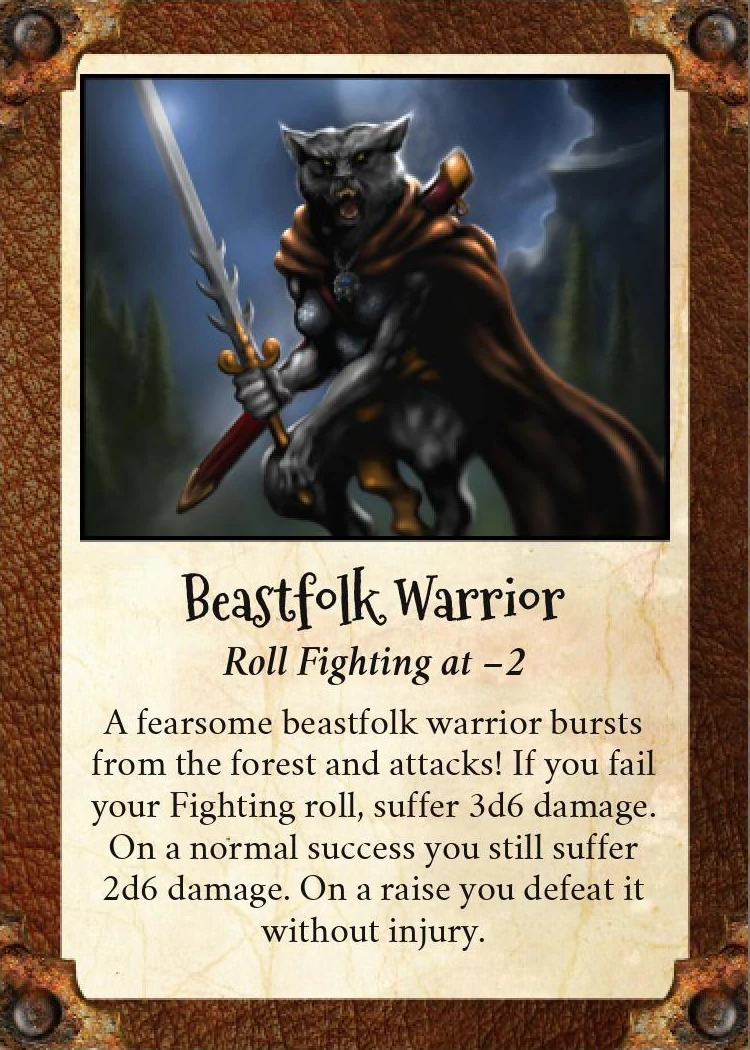 Beastfolk Warrior
Roll Fighting at –2
A fearsome beastfolk warrior bursts
from the forest and attacks! If you fail
your Fighting roll, suffer 3d6 damage.
On a normal success you still suffer
2d6 damage. On a raise you defeat it
without injury.